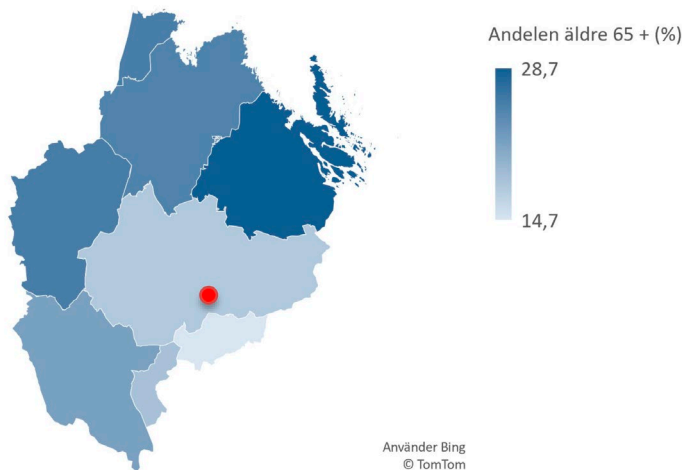 Andelen äldre 65 + (%)
28,7
14,7
Använder Bing
© TomTom